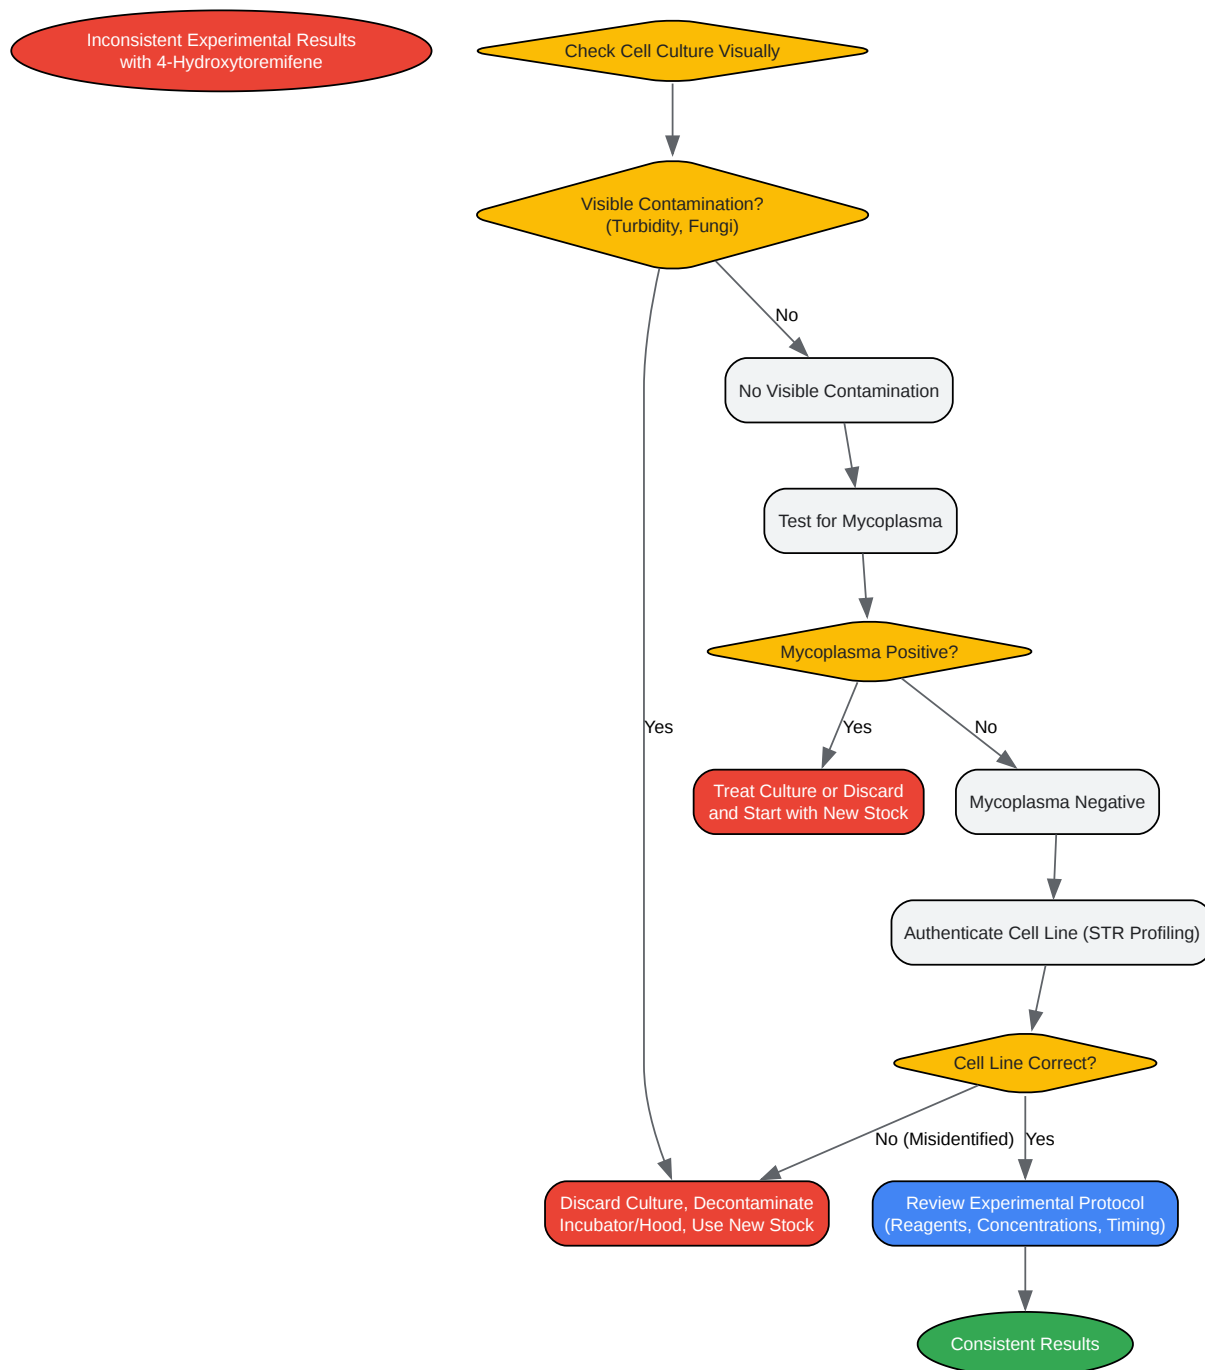 Inconsistent Experimental Results
with 4-Hydroxytoremifene
Check Cell Culture Visually
Visible Contamination?
(Turbidity, Fungi)
No
No Visible Contamination
Test for Mycoplasma
Mycoplasma Positive?
Yes
Yes
No
Treat Culture or Discard
and Start with New Stock
Mycoplasma Negative
Authenticate Cell Line (STR Profiling)
Cell Line Correct?
No (Misidentified)
Yes
Discard Culture, Decontaminate
Incubator/Hood, Use New Stock
Review Experimental Protocol
(Reagents, Concentrations, Timing)
Consistent Results